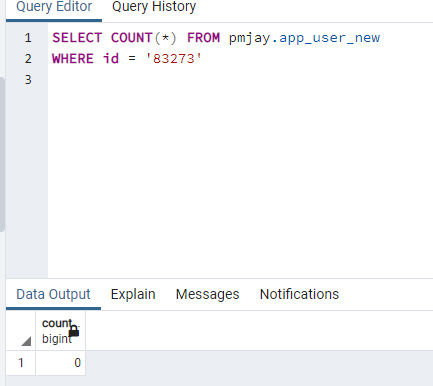 Query Editor Query History
1 SELECT COUNT(*) FROM pmjay.app_user_new
2 WHERE id = '83273'
3
Data Output Explain Messages Notifications
count
bigint
1 0